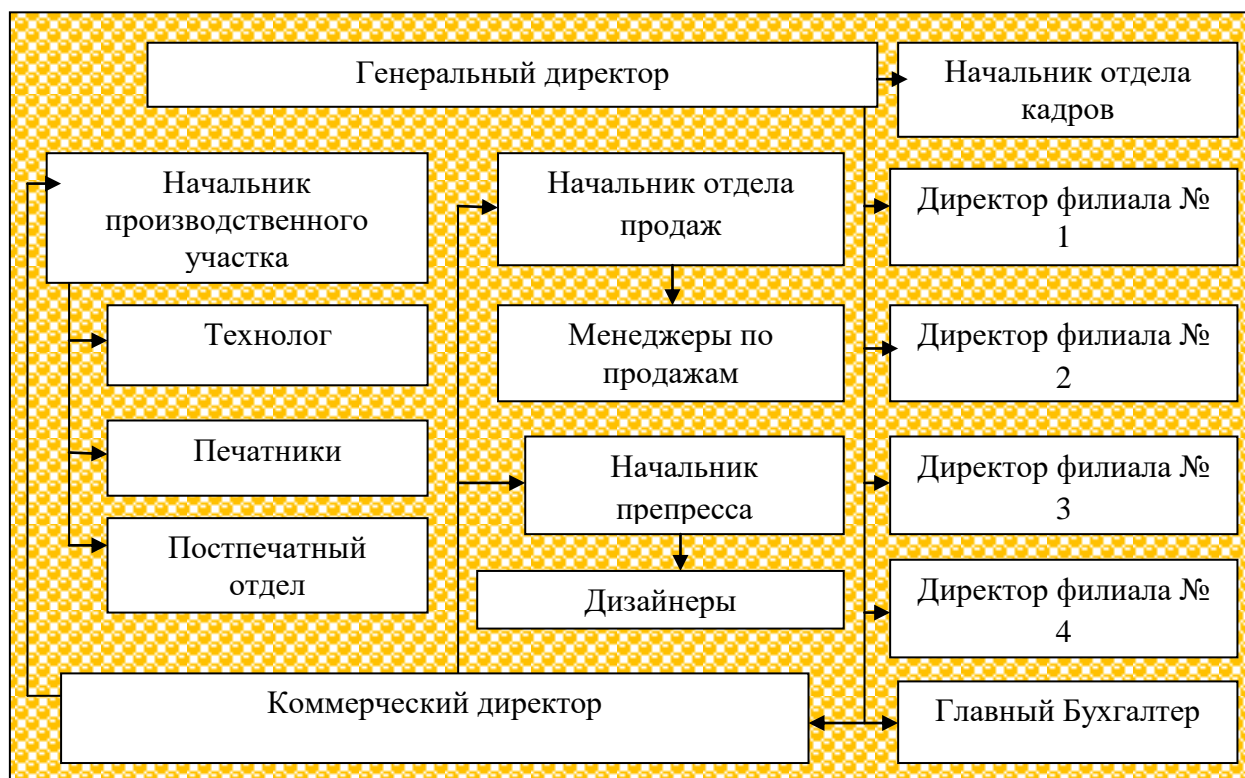 Генеральный директор
Начальник отдела
кадров
Начальник
производственного
участка
Начальник отдела
продаж
Директор филиала №
1
Технолог
Менеджеры по
продажам
Директор филиала №
2
Печатники
Начальник
препресса
Директор филиала №
3
Постпечатный
отдел
Дизайнеры
Директор филиала №
4
Коммерческий директор
Главный Бухгалтер